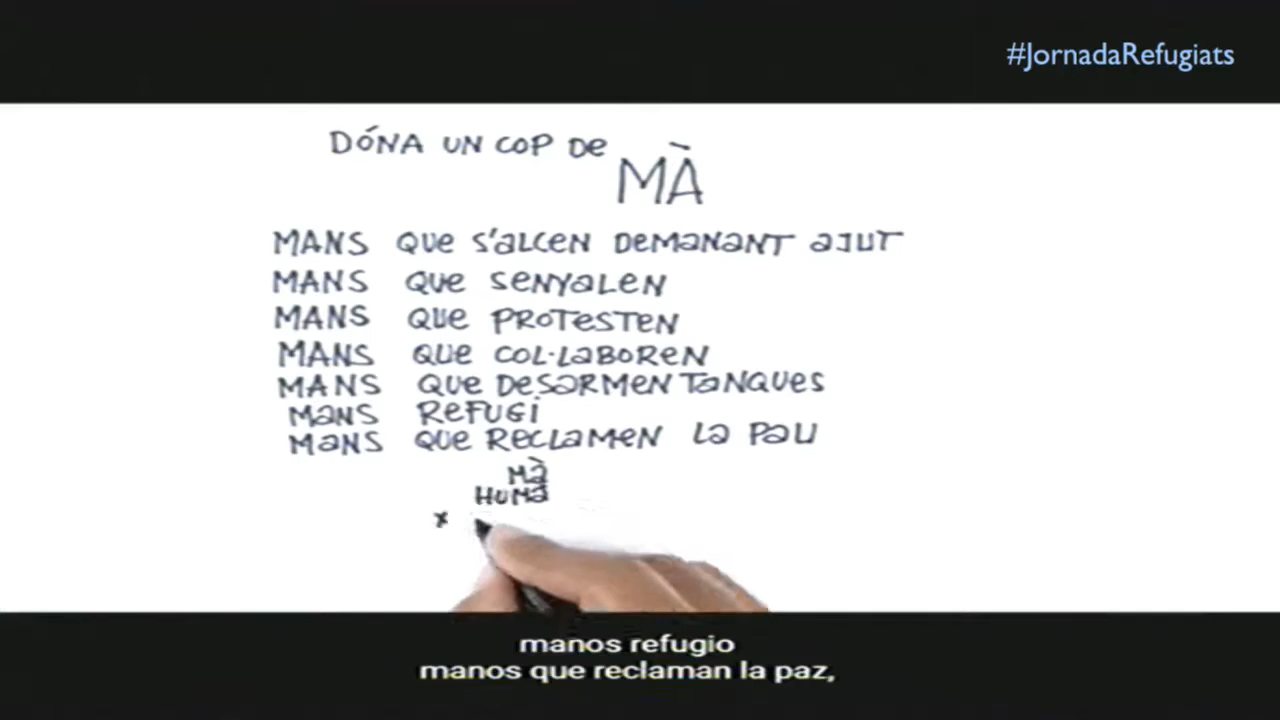 #JornadaRefugiats
DÓNA UN COP DE
MÀ
MANS QUE S'ALCEN DEMANANT AJUT
MANS QUE SENYALEN
MANS QUE PROTESTEN
MANS QUE COL·LABOREN
MANS QUE DESARMEN TANQUES
MANS REFUGI
MANS QUE RECLAMEN LA PAU
MÀ
HUMA
x
manos refugio
manos que reclaman la paz,